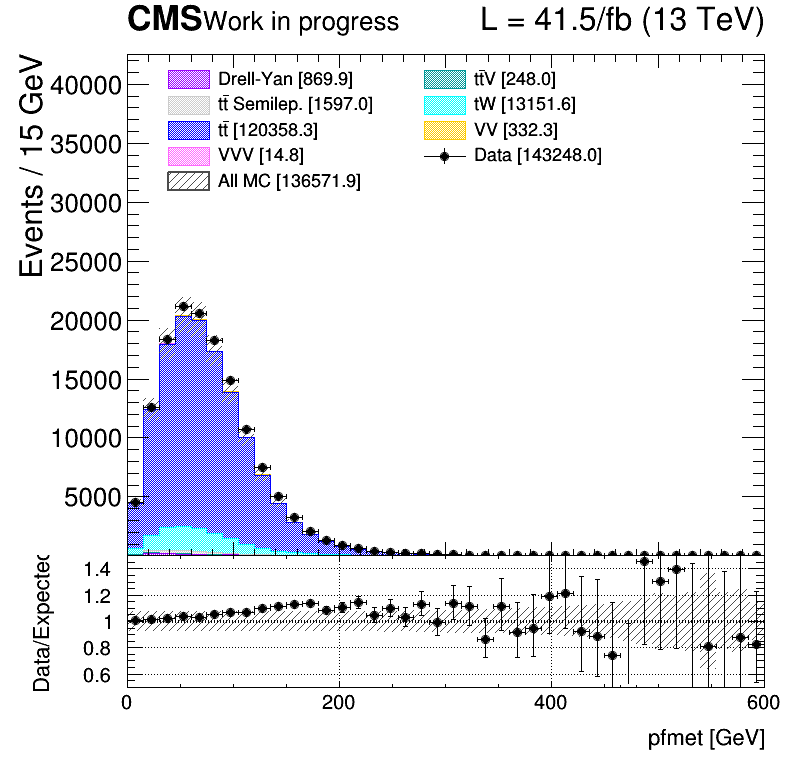 CMS Work in progress L = 41.5/fb (13 TeV)
Events / 15 GeV
40000
35000
30000
25000
20000
15000
10000
5000
Drell-Yan [869.9]
tt̄ Semilep. [1597.0]
tt̄ [120358.3]
VVV [14.8]
All MC [136571.9]
tt̄V [248.0]
tW [13151.6]
VV [332.3]
Data [143248.0]
Data/Expected
1.4
1.2
1
0.8
0.6
0 200 400 600
pfmet [GeV]